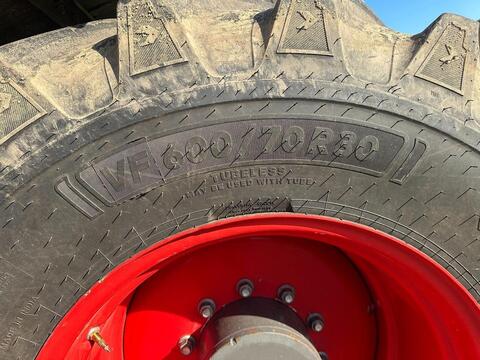 VF 600/70R30
TUBELESS
MAY BE USED WITH TUBE